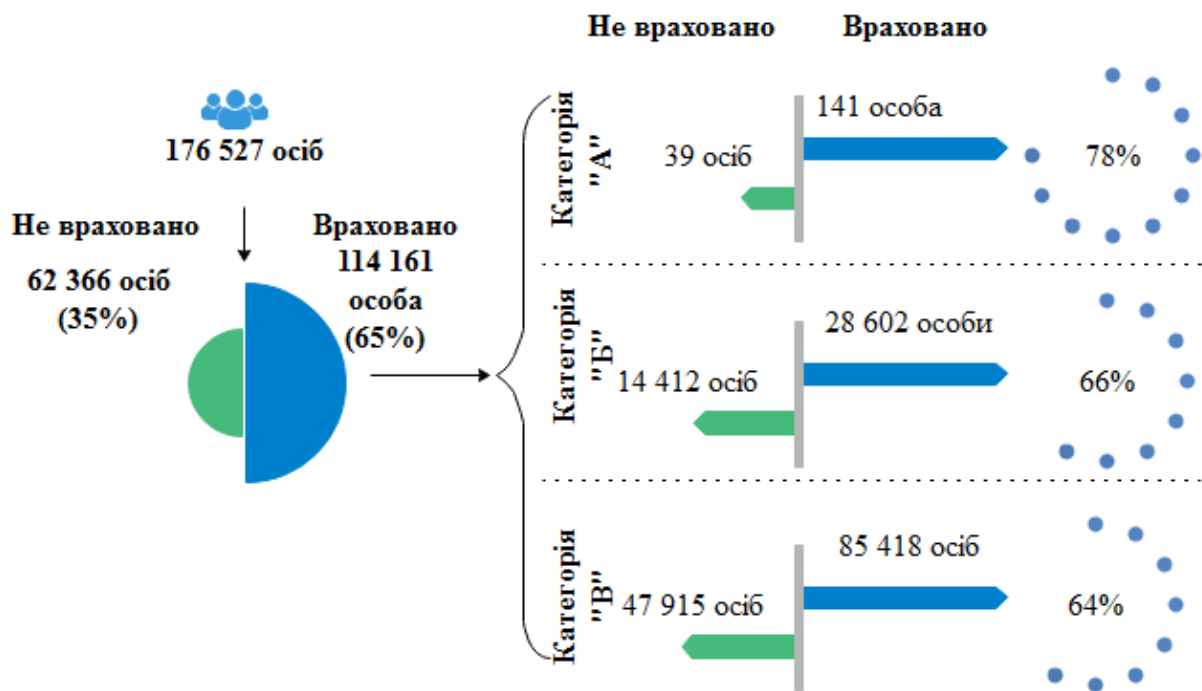 Не враховано
Враховано
176 527 осіб
Не враховано
62 366 осіб
(35%)
Враховано
114 161
особа
(65%)
Категорія
"А"
39 осіб
141 особа
78%
Категорія
"Б"
14 412 осіб
28 602 особи
66%
Категорія
"В"
47 915 осіб
85 418 осіб
64%